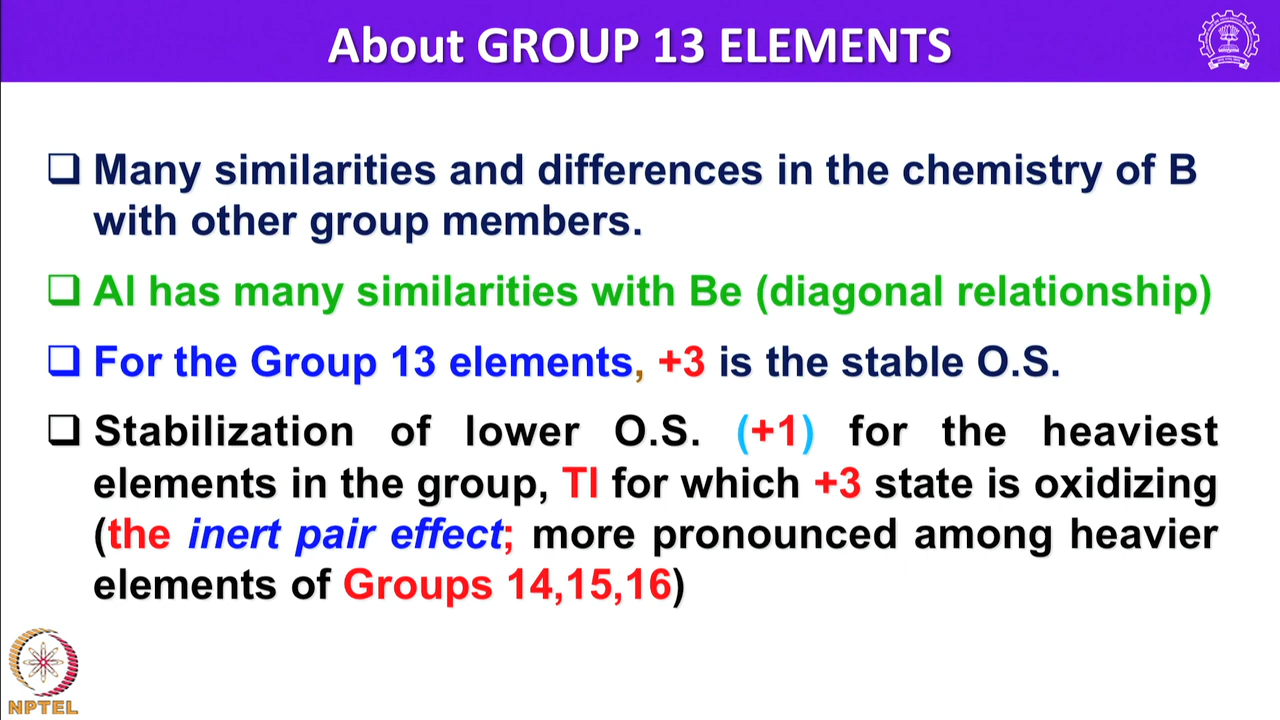 About GROUP 13 ELEMENTS
❑ Many similarities and differences in the chemistry of B
with other group members.
❑ Al has many similarities with Be (diagonal relationship)
❑ For the Group 13 elements, +3 is the stable O.S.
❑ Stabilization of lower O.S. (+1) for the heaviest
elements in the group, Tl for which +3 state is oxidizing
(the inert pair effect; more pronounced among heavier
elements of Groups 14,15,16)
NPTEL